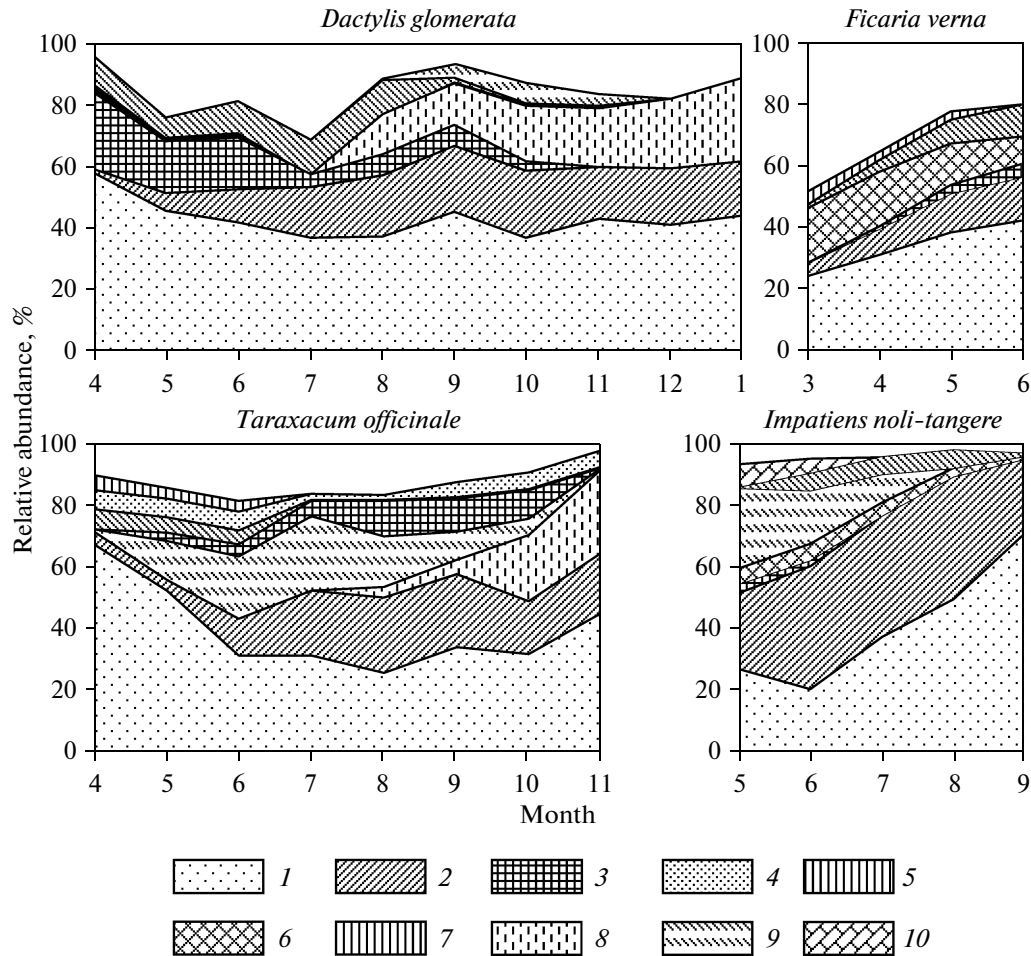 Dactylis glomerata
Ficaria verna
100
80
60
40
20
0
4 5 6 7 8 9 10 11 12 1
100
80
60
40
20
0
3 4 5 6
Relative abundance, %
Taraxacum officinale
Impatiens noli-tangere
100
80
60
40
20
0
4 5 6 7 8 9 10 11
100
80
60
40
20
0
5 6 7 8 9
Month
1 2 3 4 5
6 7 8 9 10